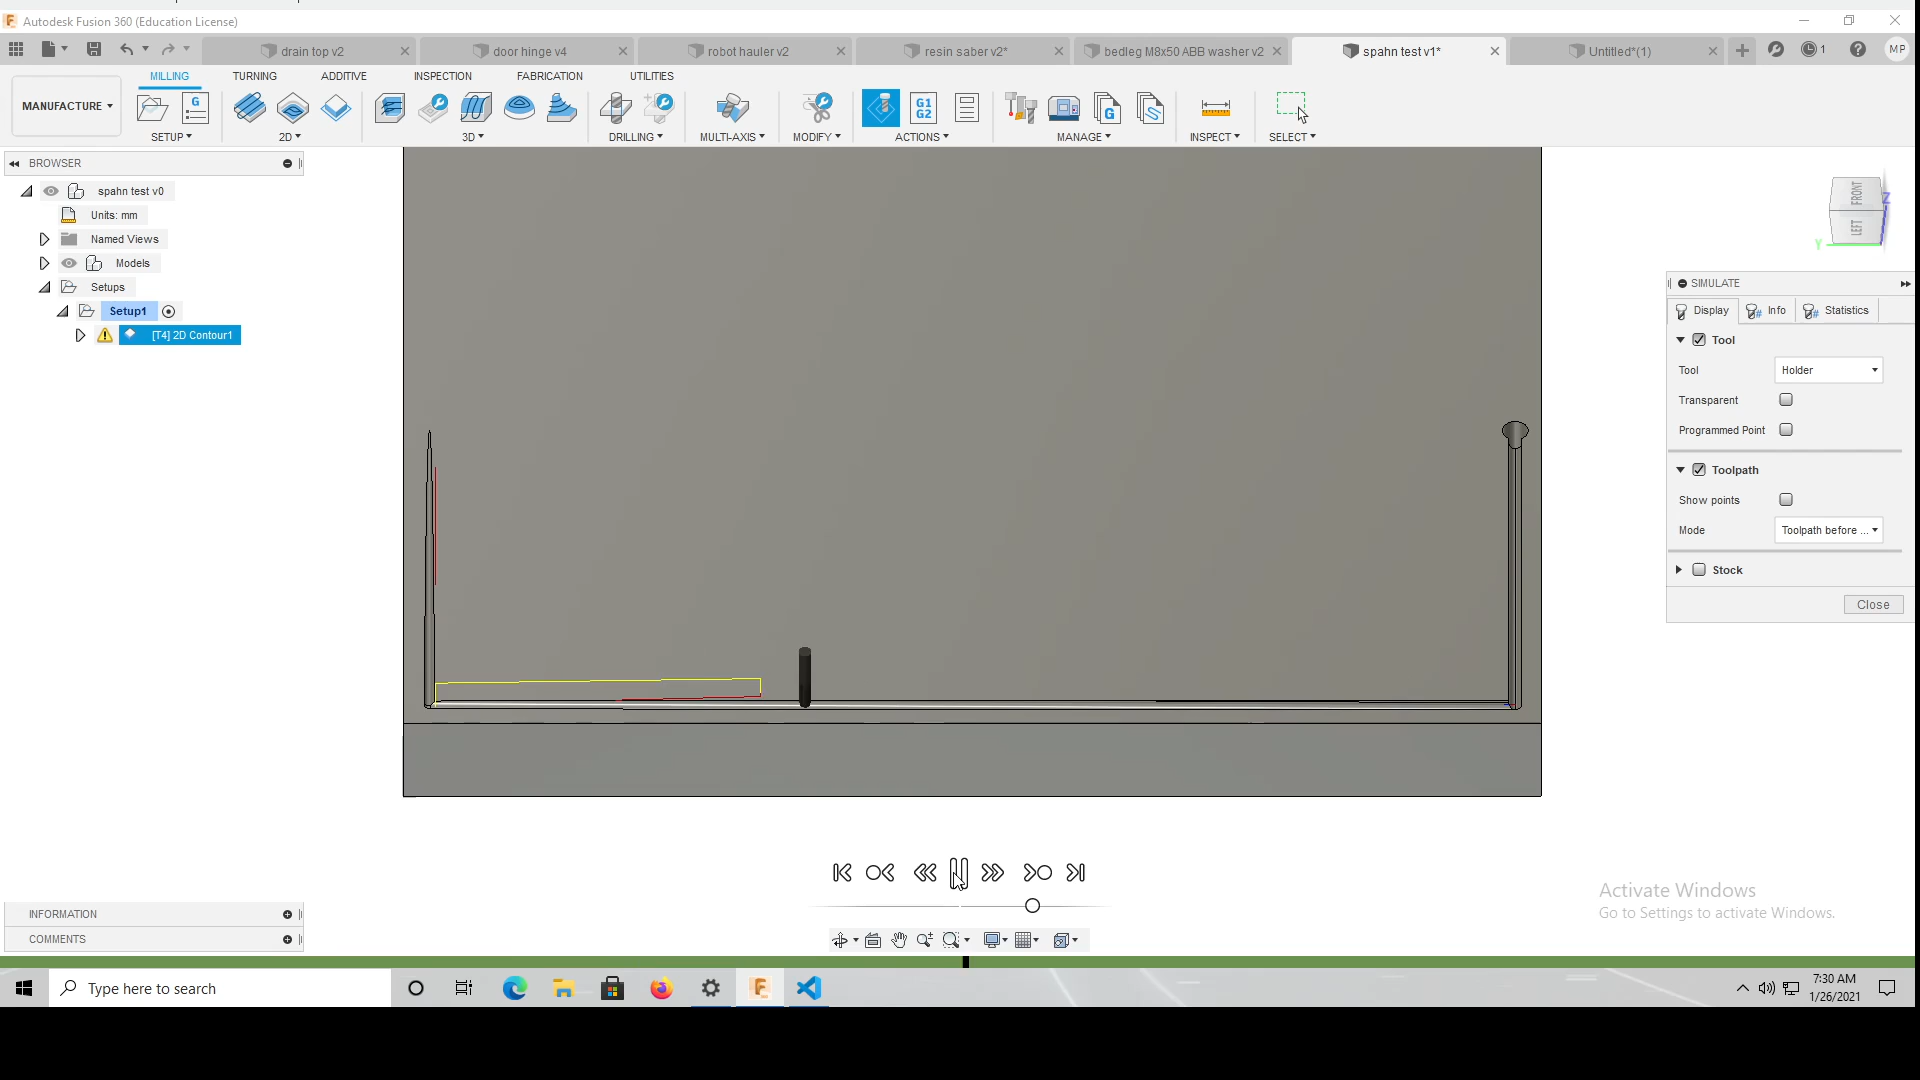 Autodesk Fusion 360 (Education License)
drain top v2
door hinge v4
robot hauler v2
resin saber v2*
bedleg M8x50 ABB washer v2
spahn test v1*
Untitled*(1)
1
MP
MILLING TURNING ADDITIVE INSPECTION FABRICATION UTILITIES
MANUFACTURE
G
G1
G2
G
SETUP 2D 3D DRILLING MULTI-AXIS MODIFY ACTIONS MANAGE INSPECT SELECT
BROWSER
spahn test v0
Units: mm
Named Views
Models
Setups
Setup1
[T4] 2D Contour1
FRONT
LEFT
Z
Y
SIMULATE
Display Info Statistics
Tool
Tool Holder
Transparent
Programmed Point
Toolpath
Show points
Mode Toolpath before ...
Stock
Close
Activate Windows
Go to Settings to activate Windows.
INFORMATION
COMMENTS
Type here to search
7:30 AM
1/26/2021